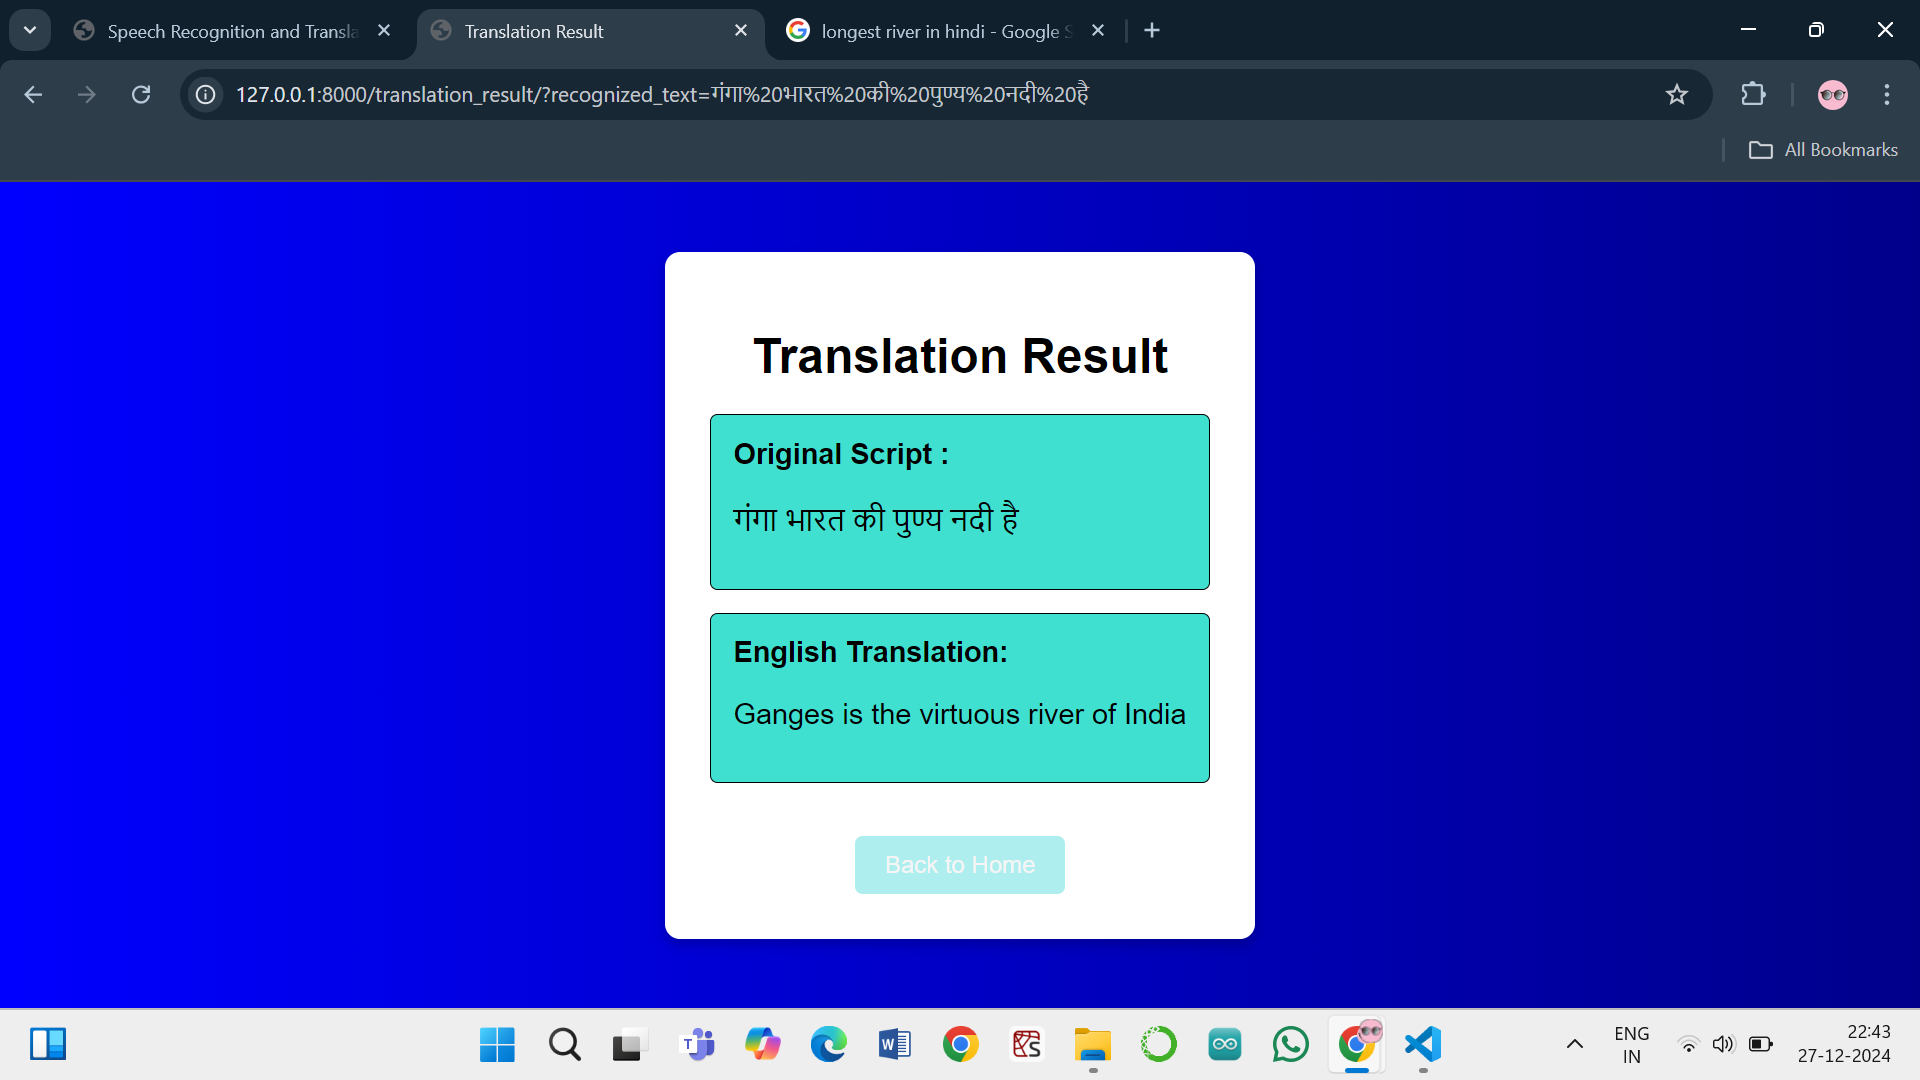 Speech Recognition and Transla
Translation Result
longest river in hindi - Google S
127.0.0.1:8000/translation_result/?recognized_text=गंगा%20भारत%20की%20पुण्य%20नदी%20है
All Bookmarks
Translation Result
Original Script :
गंगा भारत की पुण्य नदी है
English Translation:
Ganges is the virtuous river of India
Back to Home
ENG
IN
22:43
27-12-2024